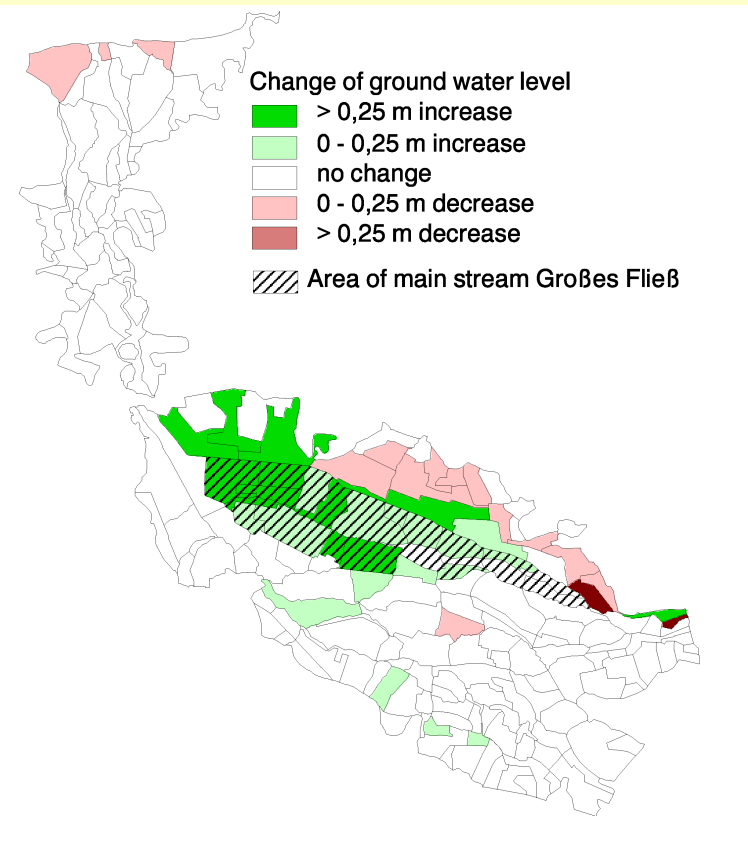 Change of ground water level
> 0,25 m increase
0 - 0,25 m increase
no change
0 - 0,25 m decrease
> 0,25 m decrease
Area of main stream Großes Fließ